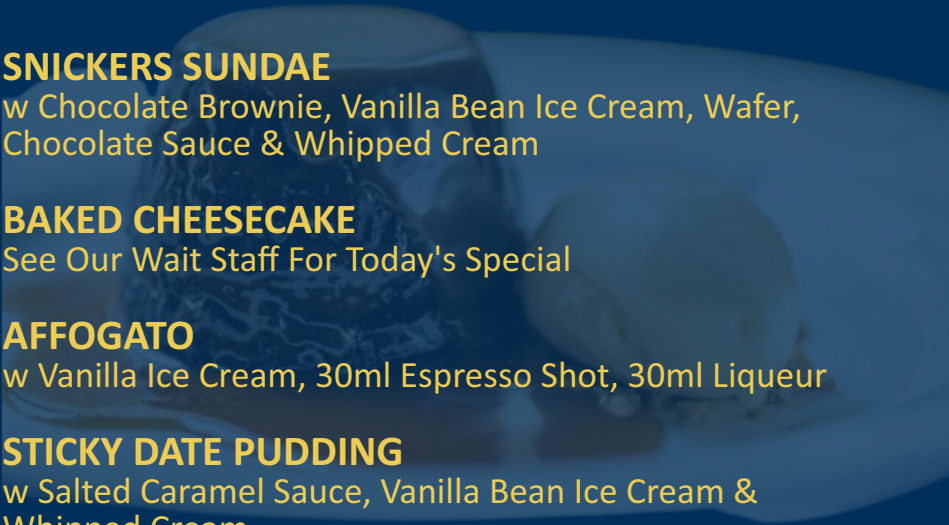 SNICKERS SUNDAE
w Chocolate Brownie, Vanilla Bean Ice Cream, Wafer,
Chocolate Sauce & Whipped Cream
BAKED CHEESECAKE
See Our Wait Staff For Today's Special
AFFOGATO
w Vanilla Ice Cream, 30ml Espresso Shot, 30ml Liqueur
STICKY DATE PUDDING
w Salted Caramel Sauce, Vanilla Bean Ice Cream &
Whipped Cream